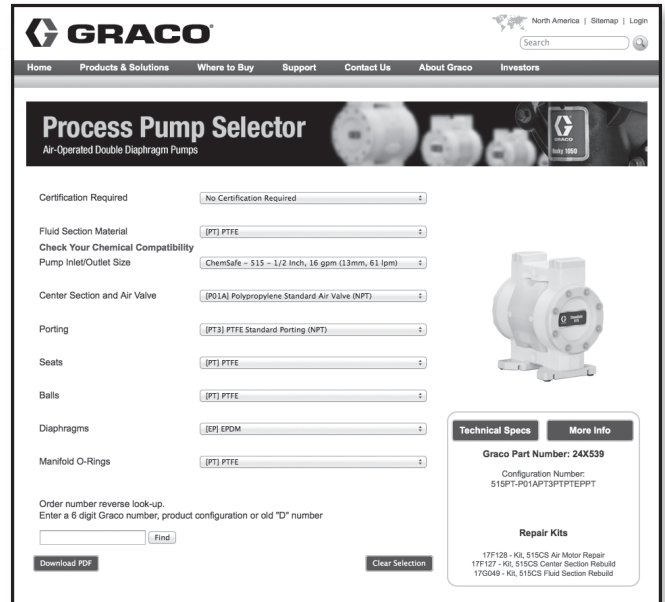 North America | Sitemap | Login
GRACO
Search
Home Products & Solutions Where to Buy Support Contact Us About Graco Investors
Process Pump Selector
Air-Operated Double Diaphragm Pumps
GRACO
Husky 1050
Certification Required No Certification Required
Fluid Section Material [PT] PTFE
Check Your Chemical Compatibility
Pump Inlet/Outlet Size ChemSafe – 515 – 1/2 Inch, 16 gpm (13mm, 61 lpm)
Center Section and Air Valve [P01A] Polypropylene Standard Air Valve (NPT)
Porting [PT3] PTFE Standard Porting (NPT)
Seats [PT] PTFE
Balls [PT] PTFE
Diaphragms [EP] EPDM
Manifold O-Rings [PT] PTFE
Technical Specs More Info
Graco Part Number: 24X539
Configuration Number:
515PT-P01APT3PTPTEPPT
Repair Kits
17F128 - Kit, 515CS Air Motor Repair
17F127 - Kit, 515CS Center Section Rebuild
17G049 - Kit, 515CS Fluid Section Rebuild
Order number reverse look-up.
Enter a 6 digit Graco number, product configuration or old "D" number
Find
Download PDF Clear Selection